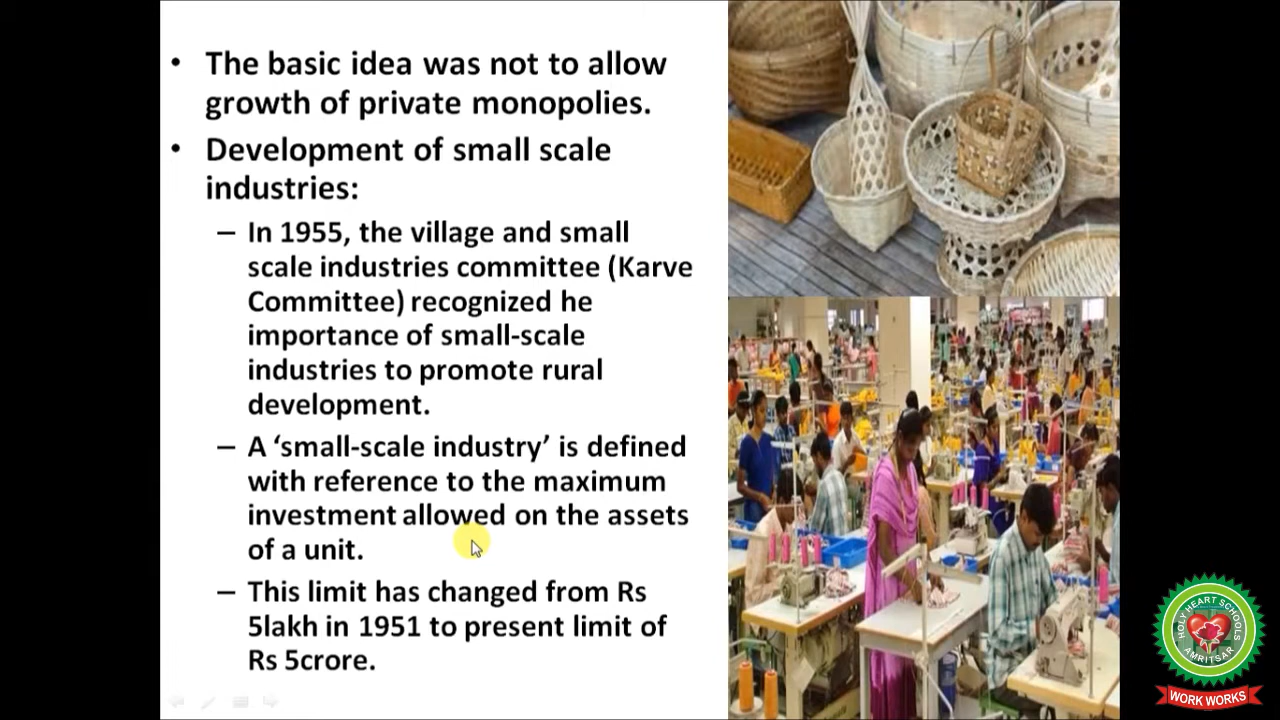 • The basic idea was not to allow
growth of private monopolies.
• Development of small scale
industries:
– In 1955, the village and small
scale industries committee (Karve
Committee) recognized he
importance of small-scale
industries to promote rural
development.
– A ‘small-scale industry’ is defined
with reference to the maximum
investment allowed on the assets
of a unit.
– This limit has changed from Rs
5lakh in 1951 to present limit of
Rs 5crore.
HOLY HEART SCHOOLS
AMRITSAR
WORK WORKS